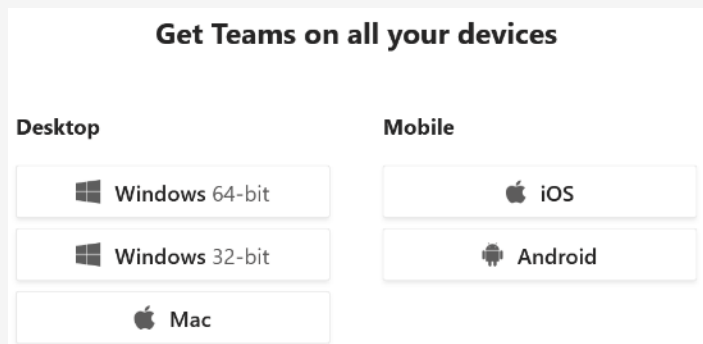 Get Teams on all your devices
Desktop
Windows 64-bit
Windows 32-bit
Mac
Mobile
iOS
Android